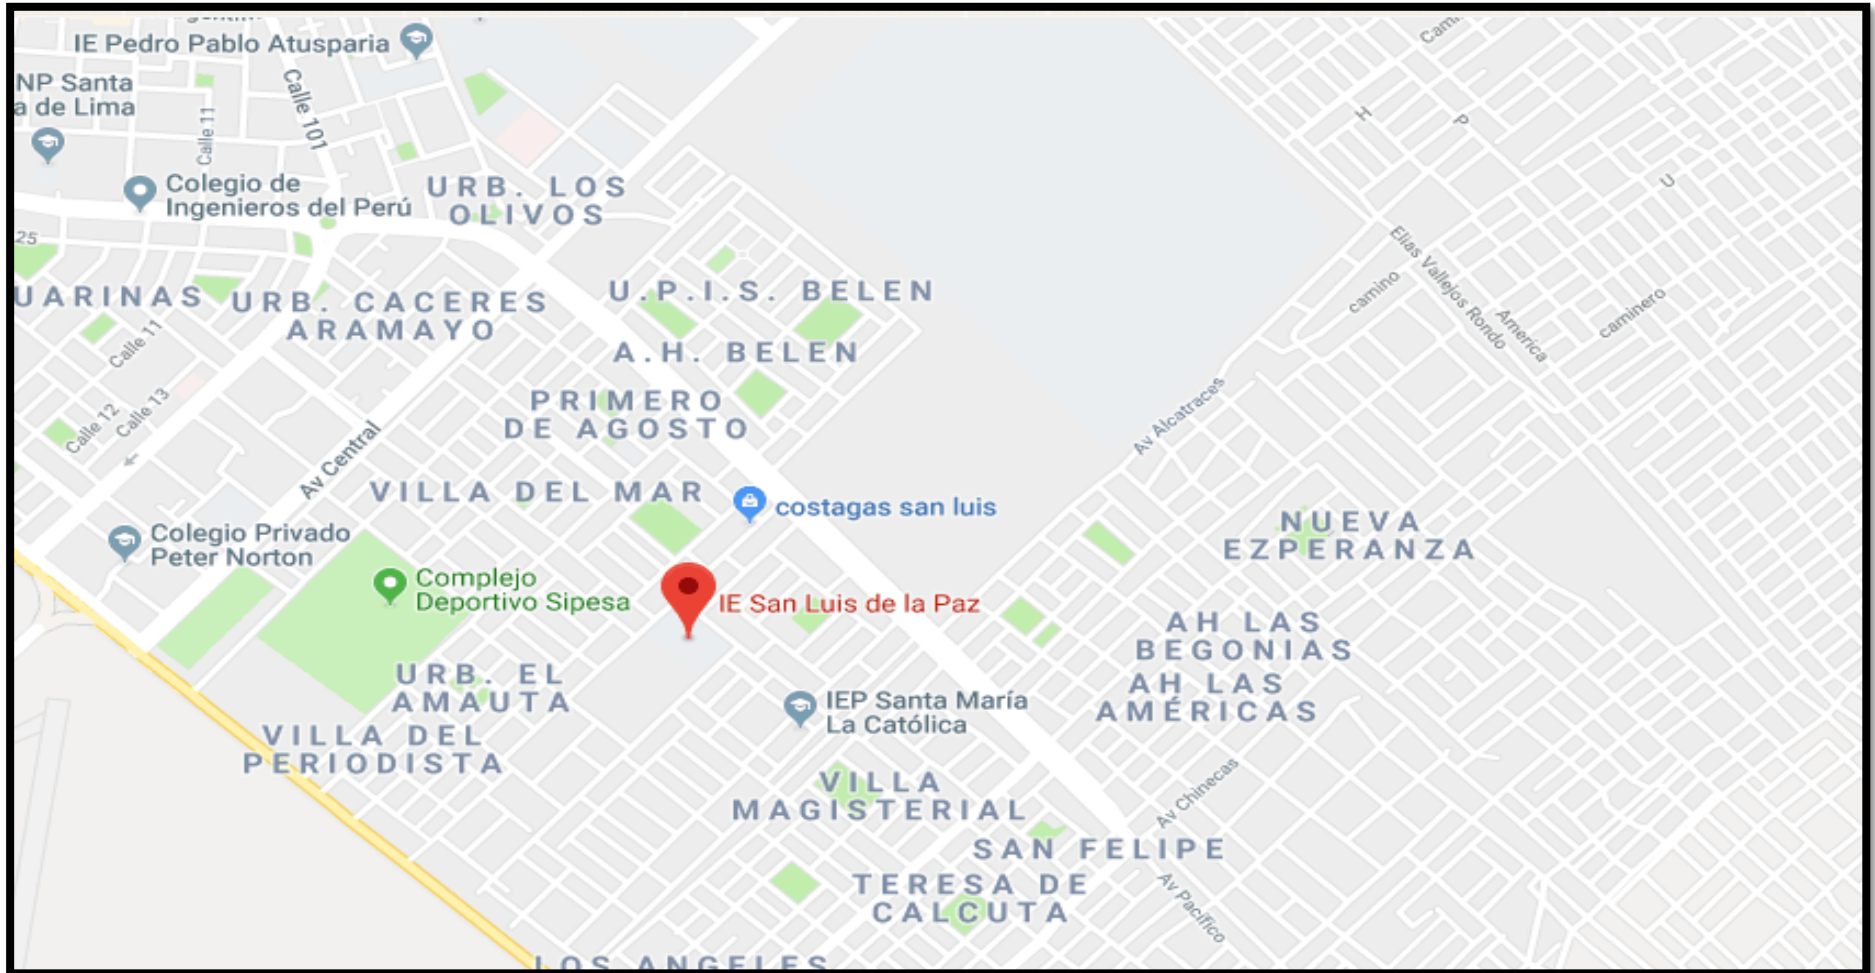 IE Pedro Pablo Atusparia
NP Santa
a de Lima
Calle 101
Calle 11
Colegio de
Ingenieros del Perú
URB. LOS
OLIVOS
25
UARINAS
URB. CACERES
ARAMAYO
U.P.I.S. BELEN
A.H. BELEN
Calle 11
PRIMERO
DE AGOSTO
Calle 12
Calle 13
Av Central
VILLA DEL MAR
costagas san luis
Colegio Privado
Peter Norton
Complejo
Deportivo Sipesa
IE San Luis de la Paz
URB. EL
AMAUTA
VILLA DEL
PERIODISTA
IEP Santa María
La Católica
VILLA
MAGISTERIAL
SAN FELIPE
TERESA DE
CALCUTA
LOS ANGELES
H
P
U
Elias Vallejos Rondo
America
camino
caminero
Av Alcatraces
NUEVA
EZPERANZA
AH LAS
BEGONIAS
AH LAS
AMÉRICAS
Av Chinecas
Av Pacífico